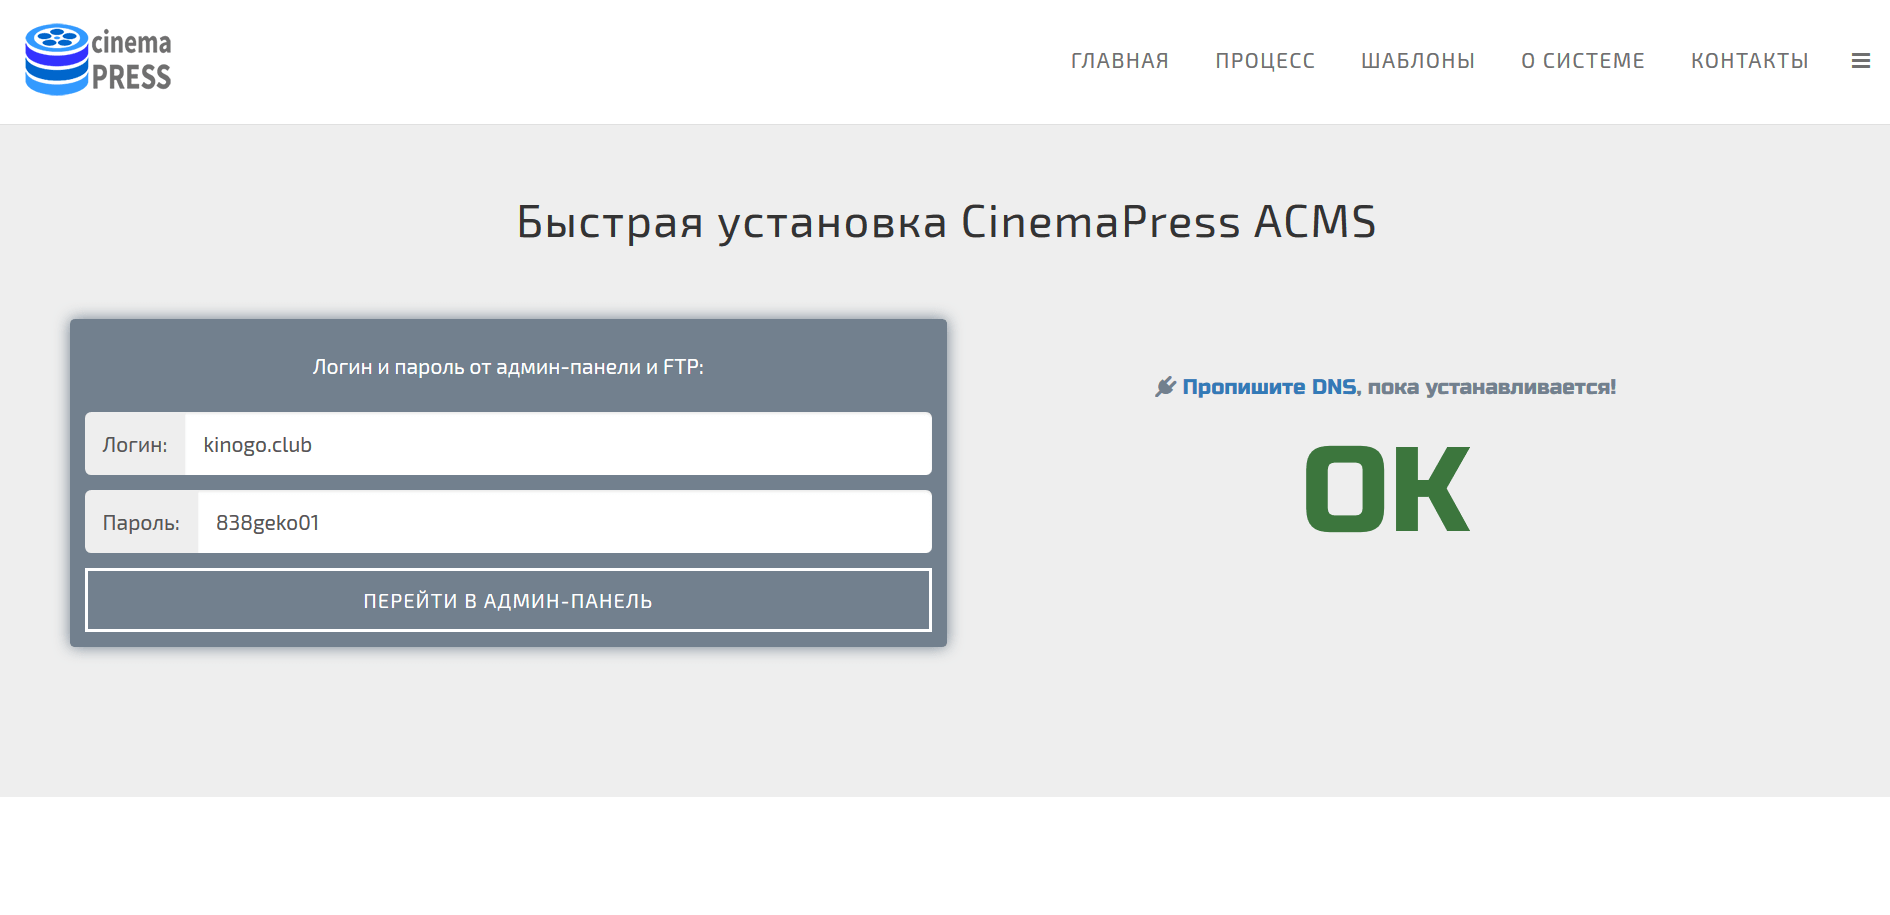 cinema
PRESS
ГЛАВНАЯ ПРОЦЕСС ШАБЛОНЫ О СИСТЕМЕ КОНТАКТЫ
Быстрая установка CinemaPress ACMS
Логин и пароль от админ-панели и FTP:
Логин: kinogo.club
Пароль: 838geko01
ПЕРЕЙТИ В АДМИН-ПАНЕЛЬ
Пропишите DNS, пока устанавливается!
OK